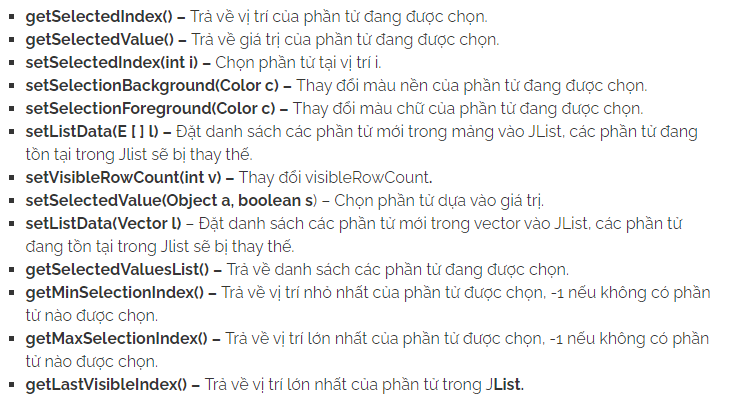 getSelectedIndex() – Trả về vị trí của phần tử đang được chọn.
getSelectedValue() – Trả về giá trị của phần tử đang được chọn.
setSelectedIndex(int i) – Chọn phần tử tại vị trí i.
setSelectionBackground(Color c) – Thay đổi màu nền của phần tử đang được chọn.
setSelectionForeground(Color c) – Thay đổi màu chữ của phần tử đang được chọn.
setListData(E [ ] l) – Đặt danh sách các phần tử mới trong mảng vào JList, các phần tử đang
tồn tại trong Jlist sẽ bị thay thế.
setVisibleRowCount(int v) – Thay đổi visibleRowCount.
setSelectedValue(Object a, boolean s) – Chọn phần tử dựa vào giá trị.
setListData(Vector l) – Đặt danh sách các phần tử mới trong vector vào JList, các phần tử
đang tồn tại trong Jlist sẽ bị thay thế.
getSelectedValuesList() – Trả về danh sách các phần tử đang được chọn.
getMinSelectionIndex() – Trả về vị trí nhỏ nhất của phần tử được chọn, -1 nếu không có phần
tử nào được chọn.
getMaxSelectionIndex() – Trả về vị trí lớn nhất của phần tử được chọn, -1 nếu không có phần
tử nào được chọn.
getLastVisibleIndex() – Trả về vị trí lớn nhất của phần tử trong JList.